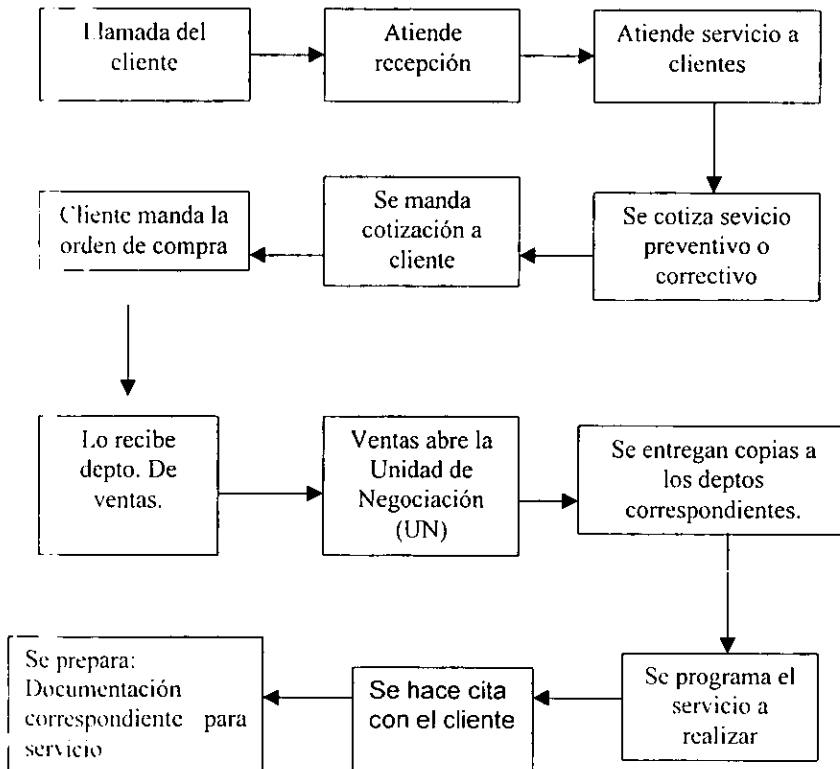 Llamada del
cliente
Atiende
recepción
Atiende servicio a
clientes
Se cotiza sevicio
preventivo o
correctivo
Se manda
cotización a
cliente
Cliente manda la
orden de compra
Lo recibe
depto. De
ventas.
Ventas abre la
Unidad de
Negociación
(UN)
Se entregan copias a
los deptos
correspondientes.
Se programa el
servicio a
realizar
Se hace cita
con el cliente
Se prepara:
Documentación
correspondiente para
servicio